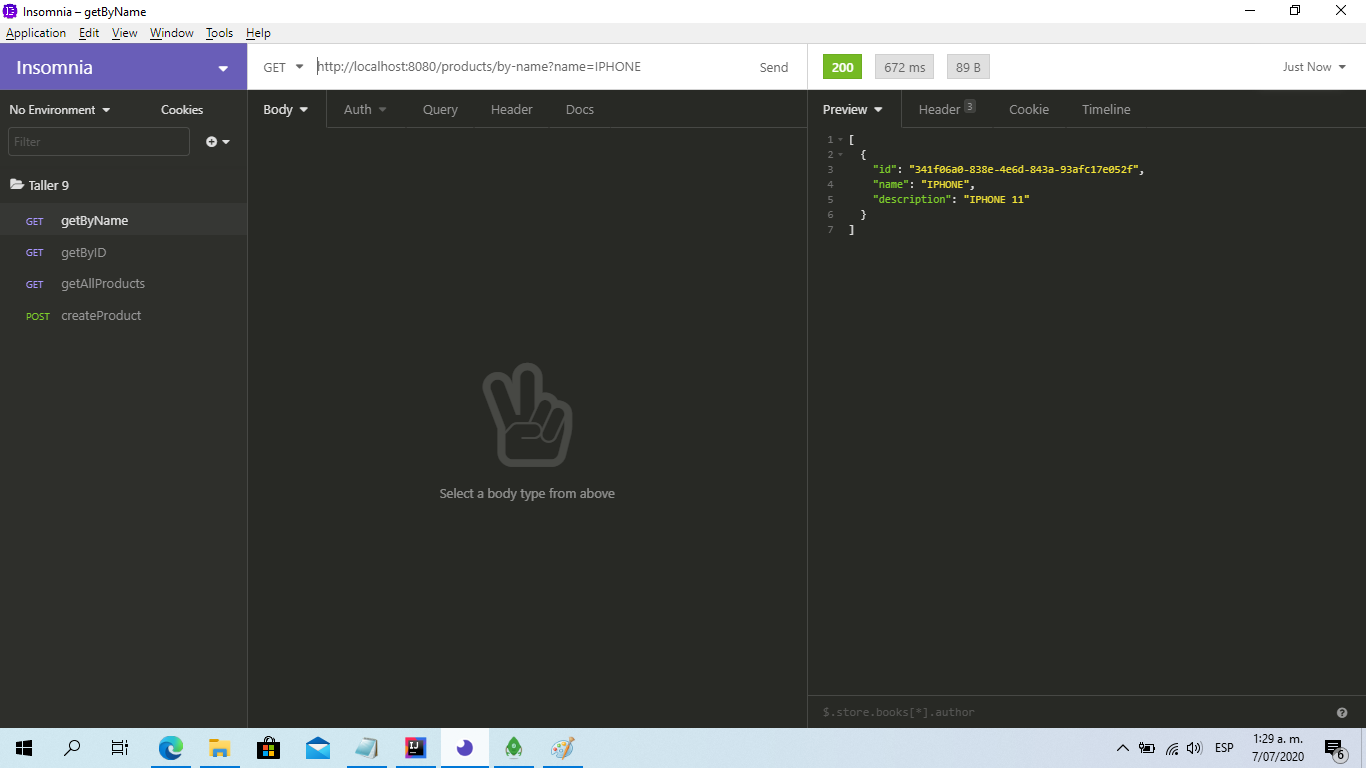 Insomnia – getByName
Application Edit View Window Tools Help
Insomnia
No Environment Cookies
Filter
Taller 9
GET getByName
GET getByID
GET getAllProducts
POST createProduct
GET http://localhost:8080/products/by-name?name=IPHONE Send
Body Auth Query Header Docs
Select a body type from above
200 672 ms 89 B Just Now
Preview Header 3 Cookie Timeline
1 [
2 {
3 "id": "341f06a0-838e-4e6d-843a-93afc17e052f",
4 "name": "IPHONE",
5 "description": "IPHONE 11"
6 }
7 ]
$.store.books[*].author
IJ
ESP
1:29 a. m.
7/07/2020
6